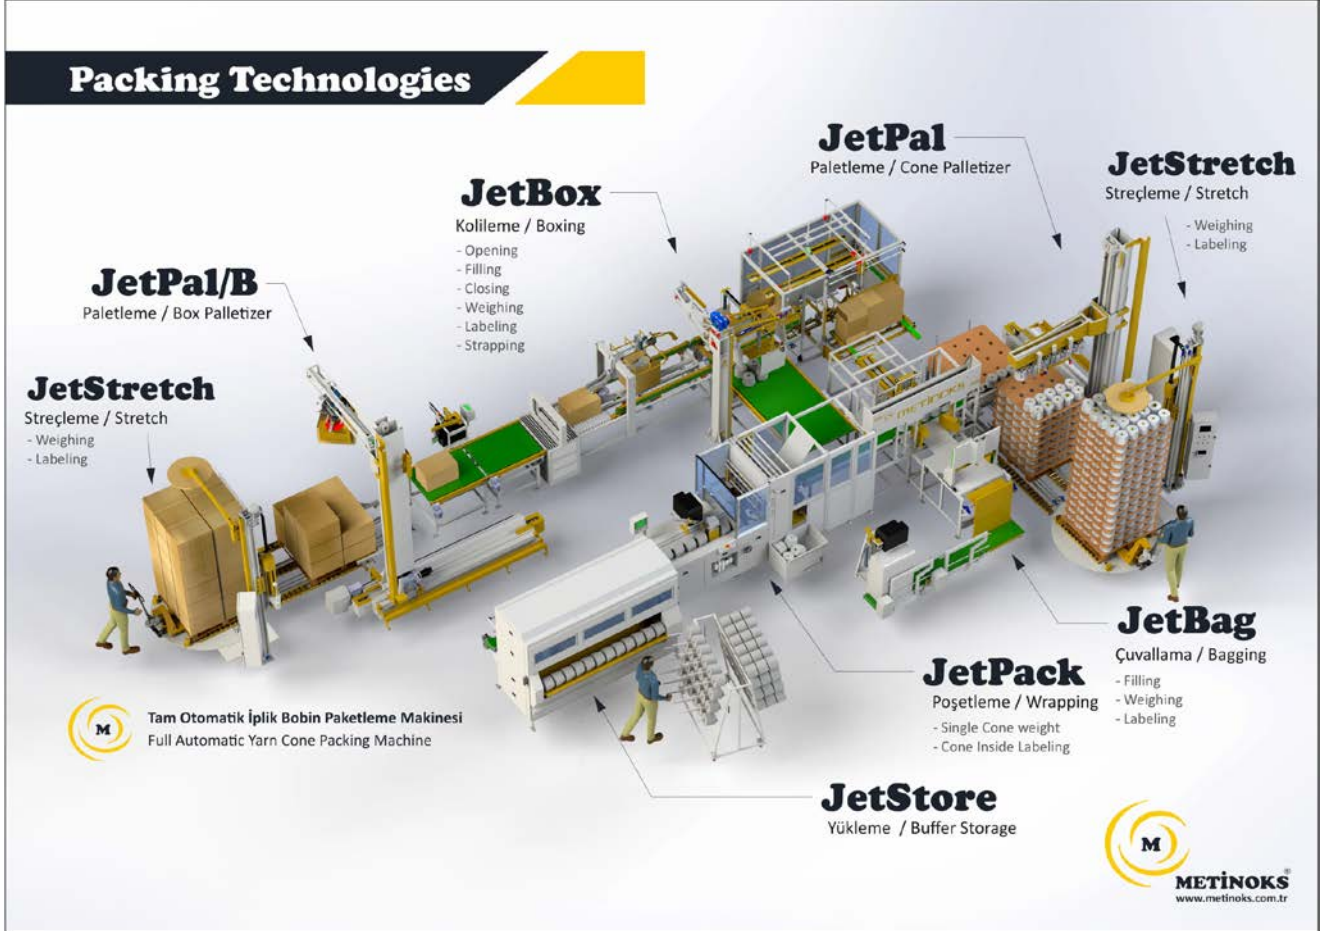 Packing Technologies
JetPal
Paletleme / Cone Palletizer
JetStretch
Streçleme / Stretch
- Weighing
- Labeling
JetBox
Kolileme / Boxing
- Opening
- Filling
- Closing
- Weighing
- Labeling
- Strapping
JetPal/B
Paletleme / Box Palletizer
JetStretch
Streçleme / Stretch
- Weighing
- Labeling
METINOKS
JetBag
Çuvallama / Bagging
- Filling
- Weighing
- Labeling
JetPack
Poşetleme / Wrapping
- Single Cone weight
- Cone Inside Labeling
M
Tam Otomatik İplik Bobin Paketleme Makinesi
Full Automatic Yarn Cone Packing Machine
JetStore
Yükleme / Buffer Storage
M
METİNOKS®
www.metinoks.com.tr